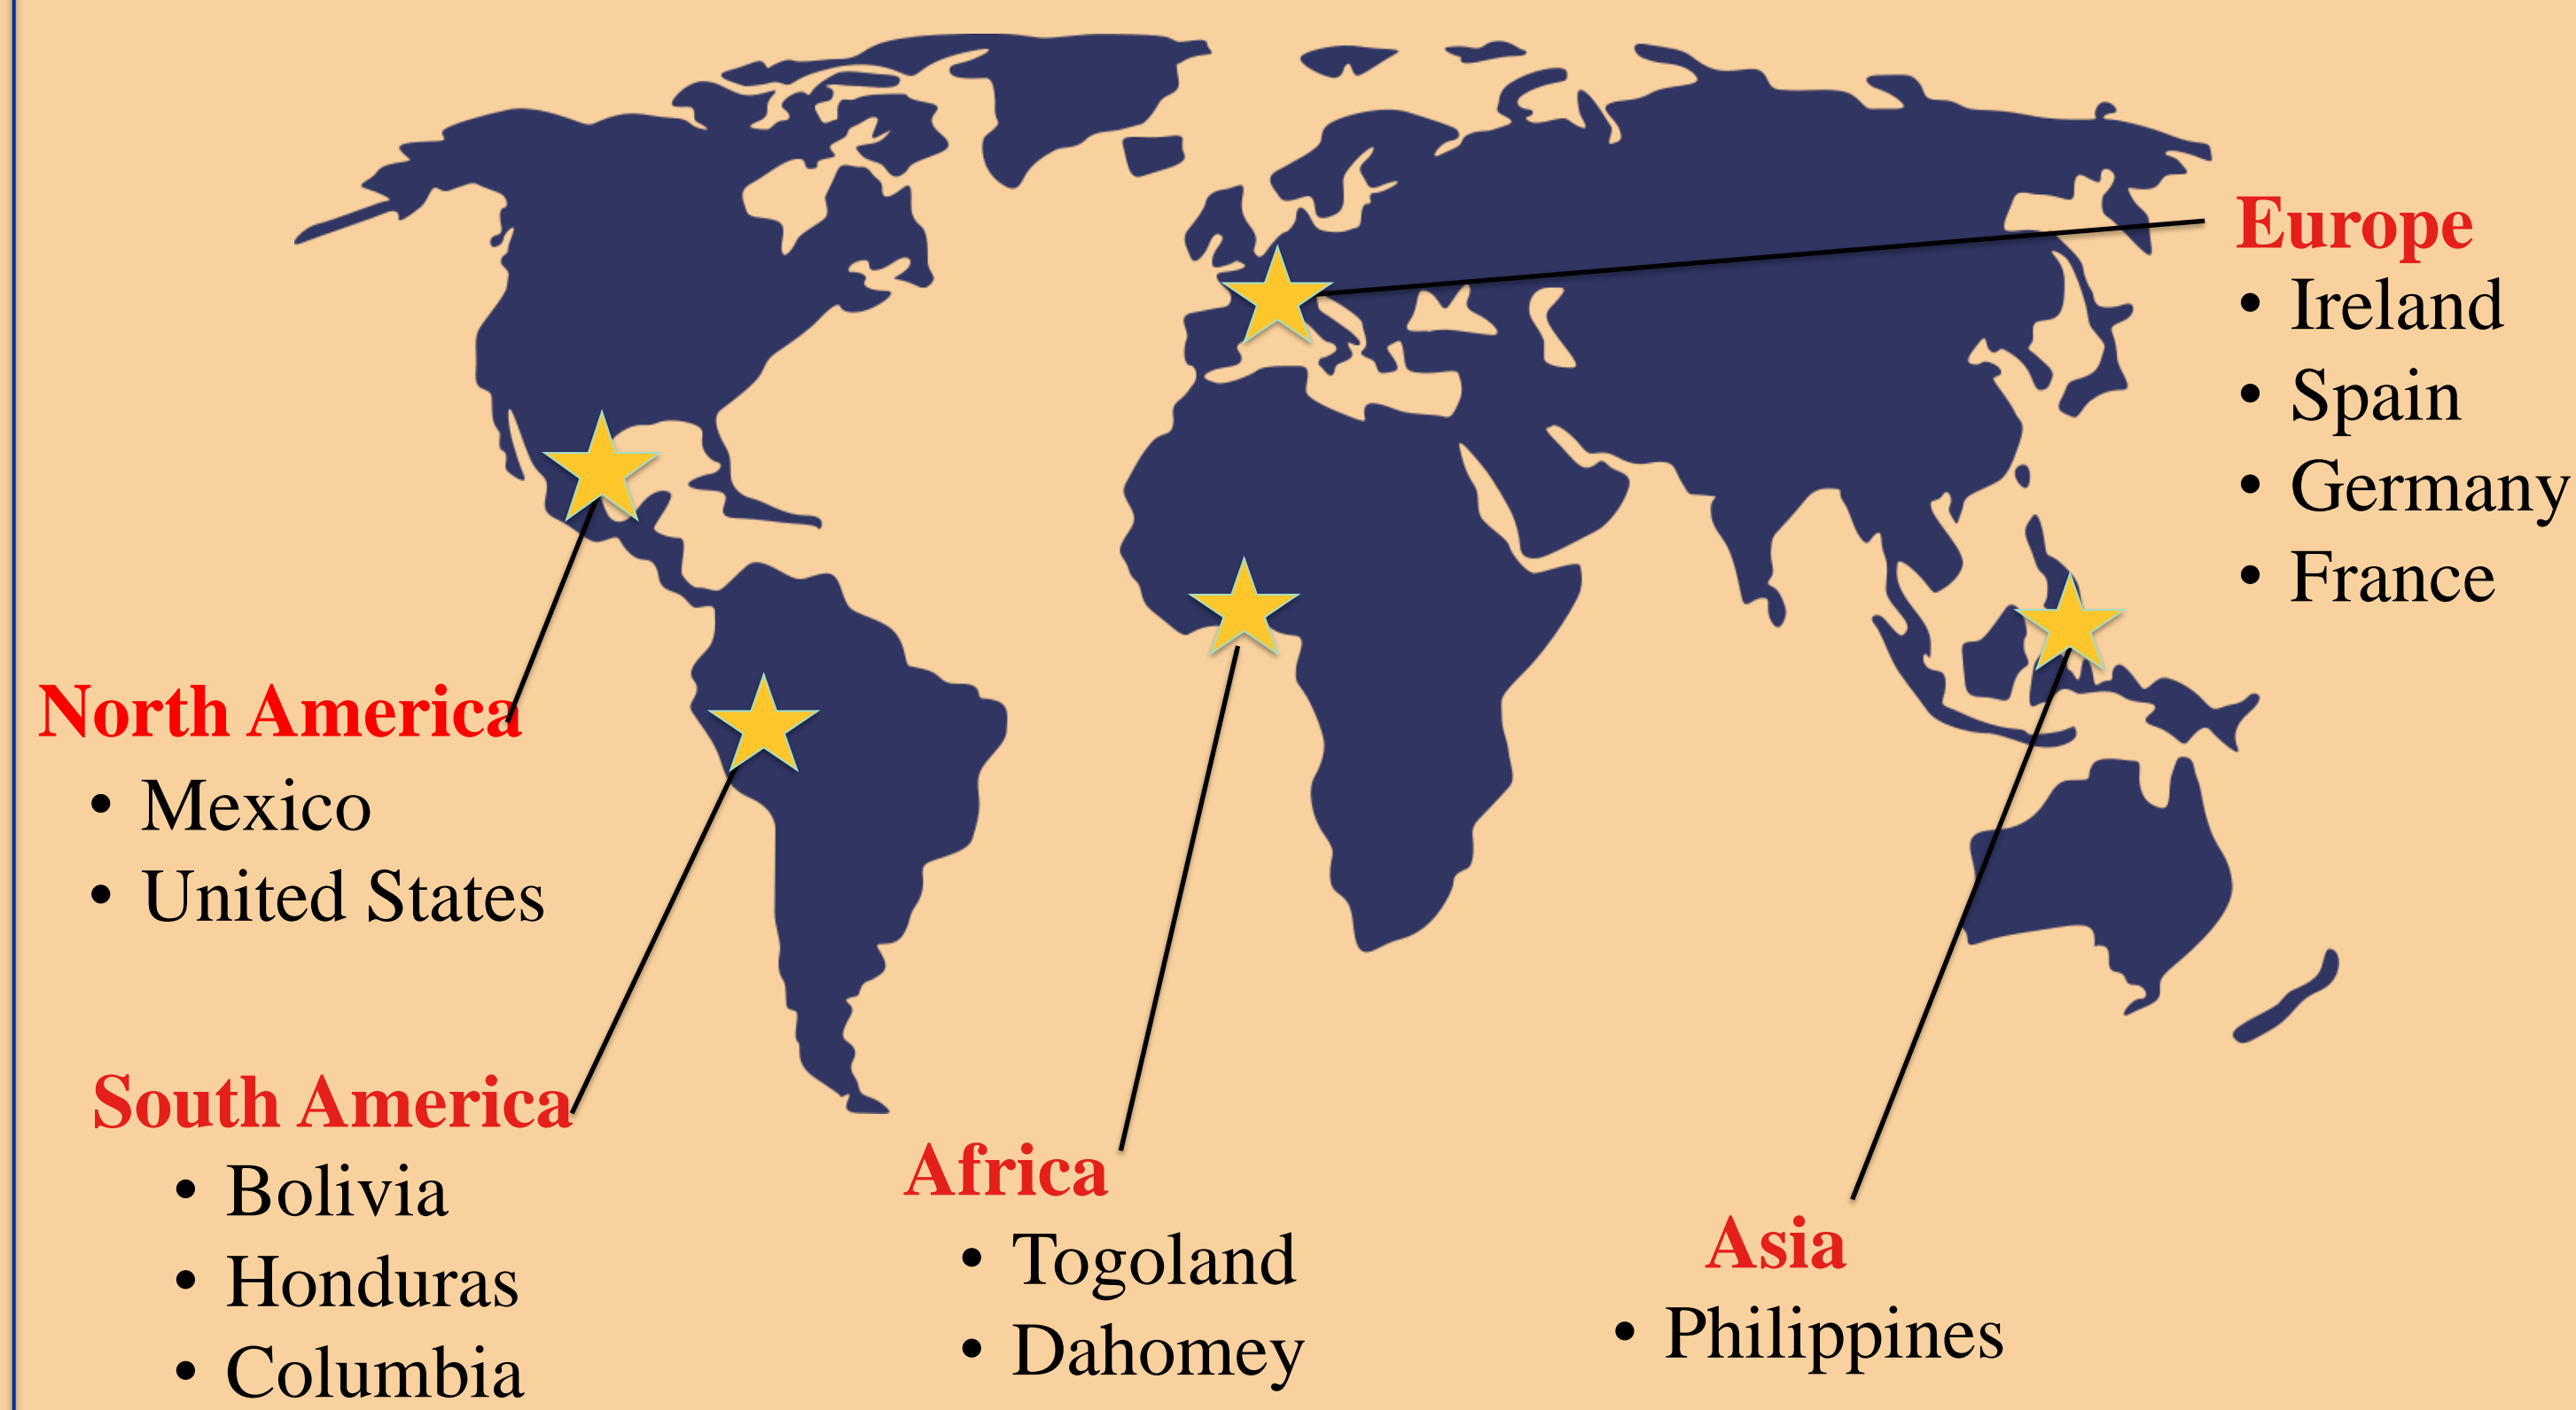 Europe
• Ireland
• Spain
• Germany
• France
North America
• Mexico
• United States
South America
• Bolivia
• Honduras
• Columbia
Africa
• Togoland
• Dahomey
Asia
• Philippines